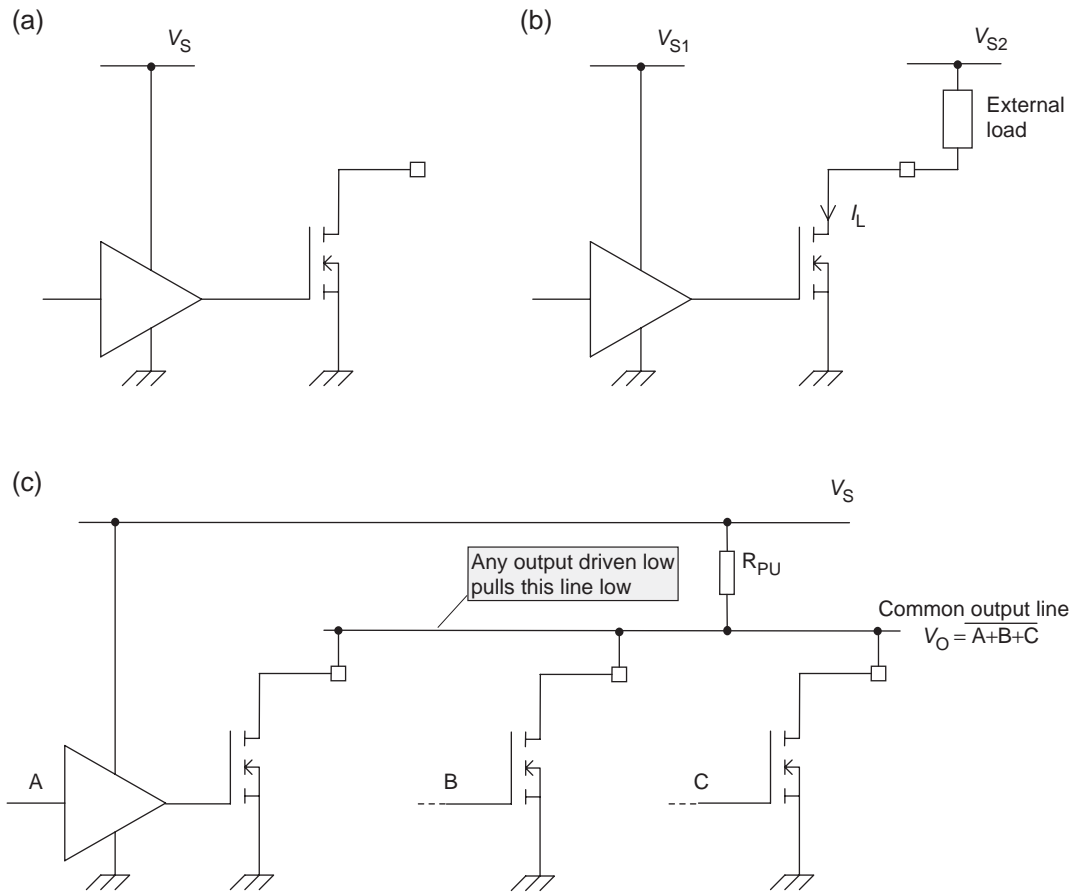 (a)
V_S
(b)
V_S1
V_S2
External
load
I_L
(c)
V_S
Any output driven low
pulls this line low
R_PU
Common output line
V_O = \overline{A+B+C}
A
B
C